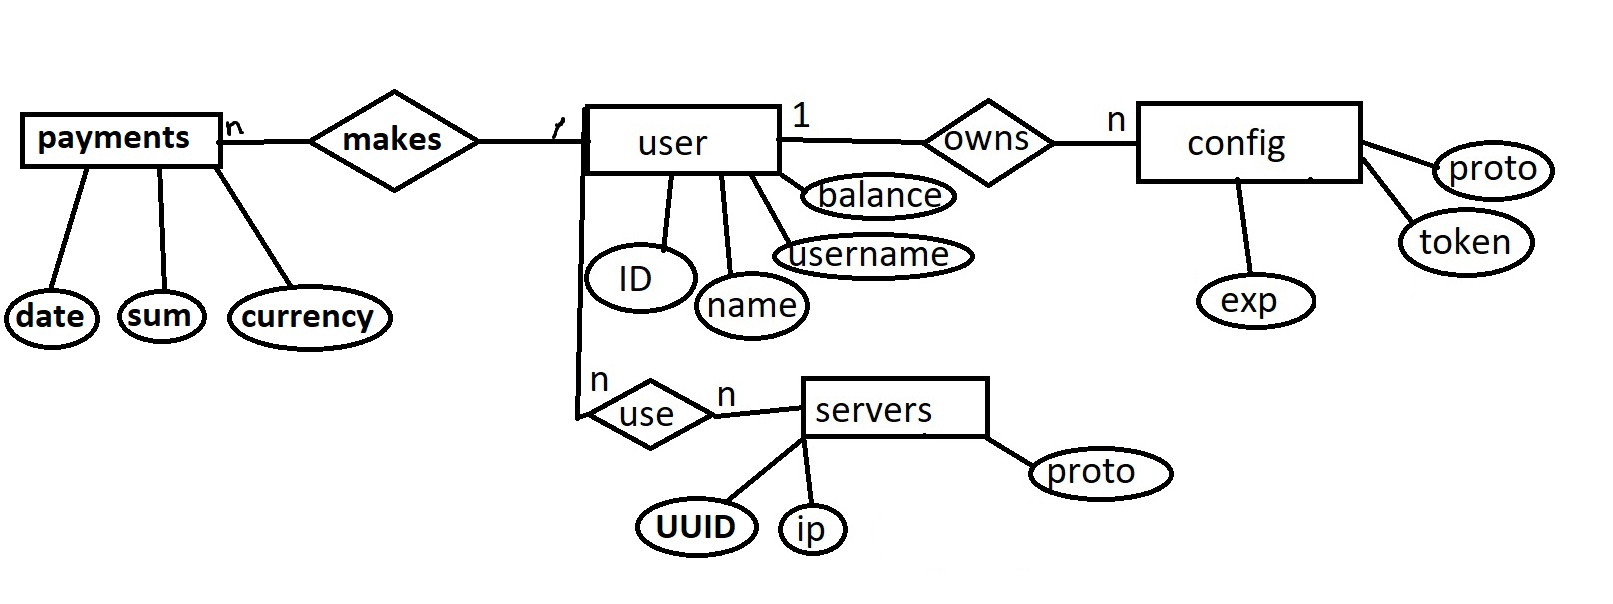 payments
n
makes
1
user
1
owns
n
config
proto
token
exp
balance
username
ID
name
date
sum
currency
n
use
n
servers
proto
UUID
ip